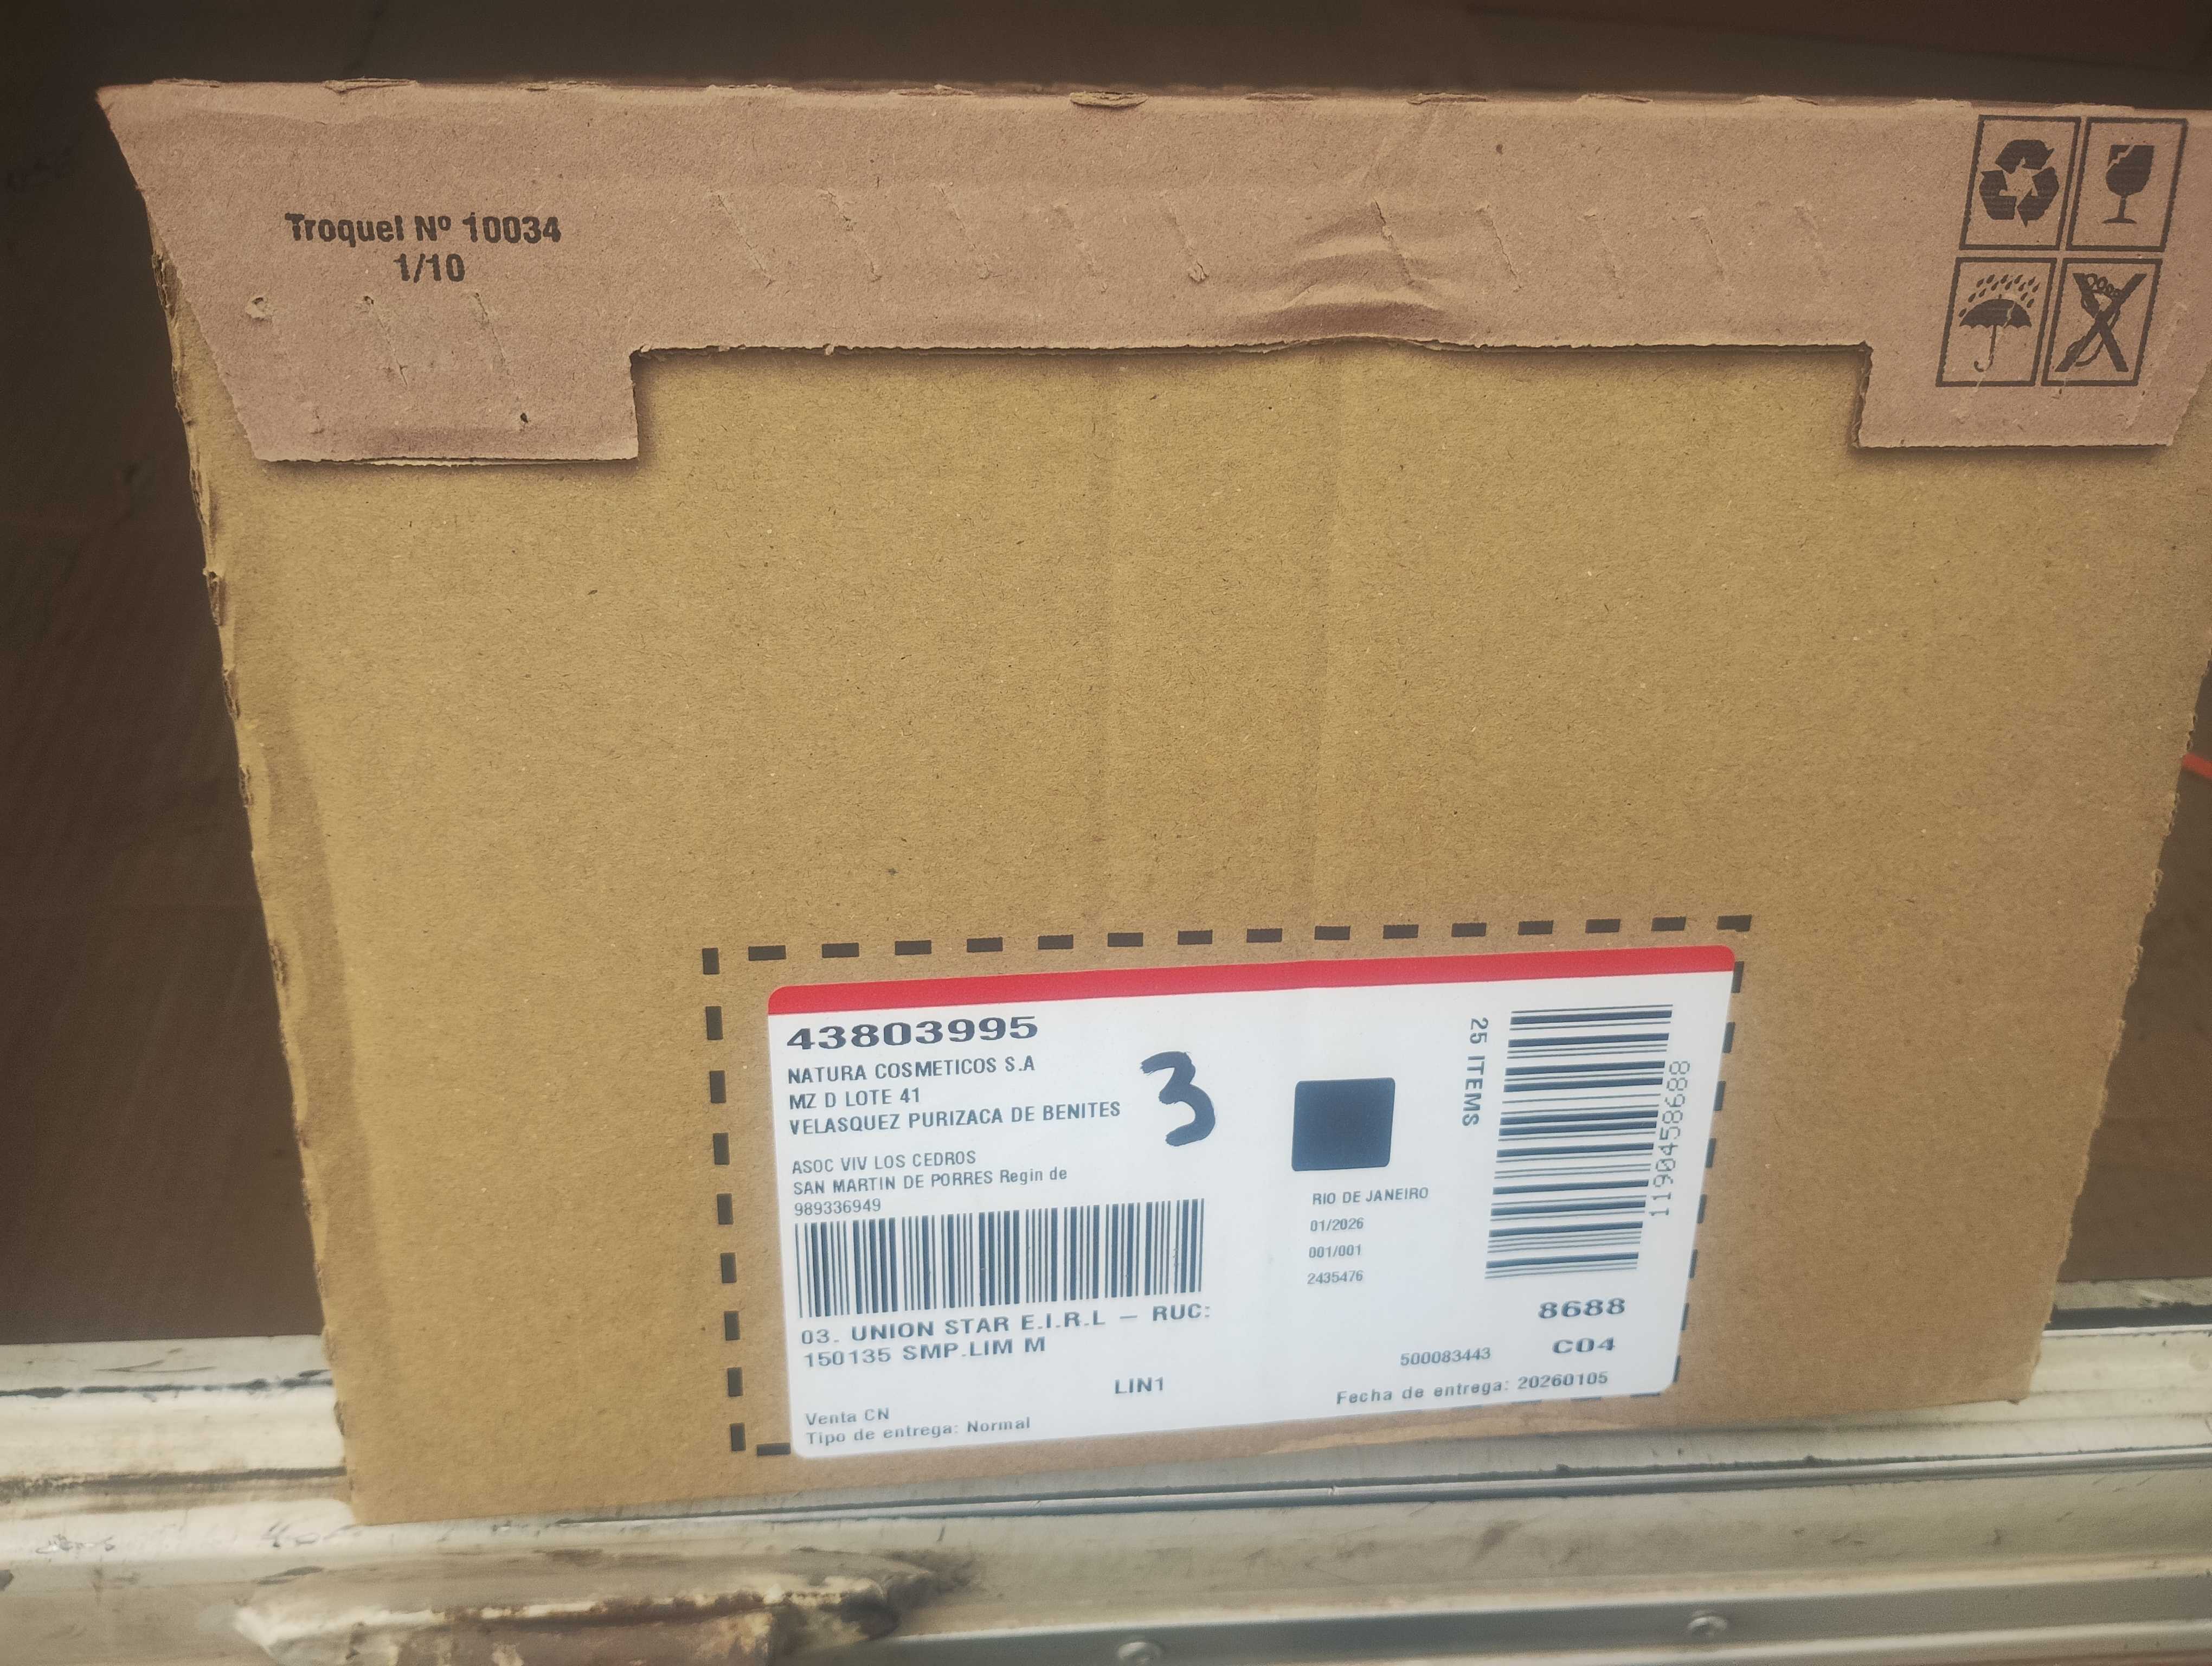 Troquel Nº 10034
1/10
43803995
NATURA COSMETICOS S.A
MZ D LOTE 41
VELASQUEZ PURIZACA DE BENITES
3
ASOC VIV LOS CEDROS
SAN MARTIN DE PORRES Regin de
989336949
03. UNION STAR E.I.R.L – RUC:
150135 SMP.LIM M
LIN1
Venta CN
Tipo de entrega: Normal
RIO DE JANEIRO
01/2026
001/001
2435476
25 ITEMS
119045868688
8688
C04
500083443
Fecha de entrega: 20260105